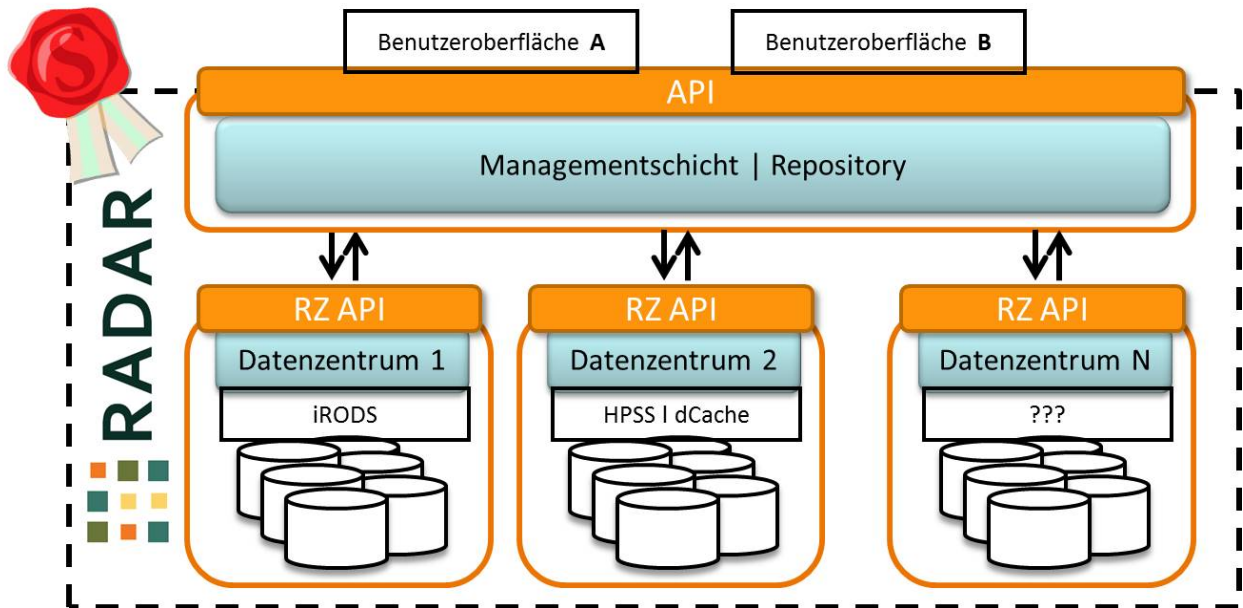 Benutzeroberfläche A
Benutzeroberfläche B
S
API
Managementschicht | Repository
RADAR
RZ API
RZ API
RZ API
Datenzentrum 1
Datenzentrum 2
Datenzentrum N
iRODS
HPSS | dCache
???